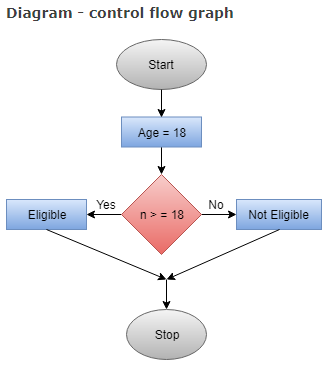 Diagram - control flow graph
Start
Age = 18
n > = 18
Yes
No
Eligible
Not Eligible
Stop